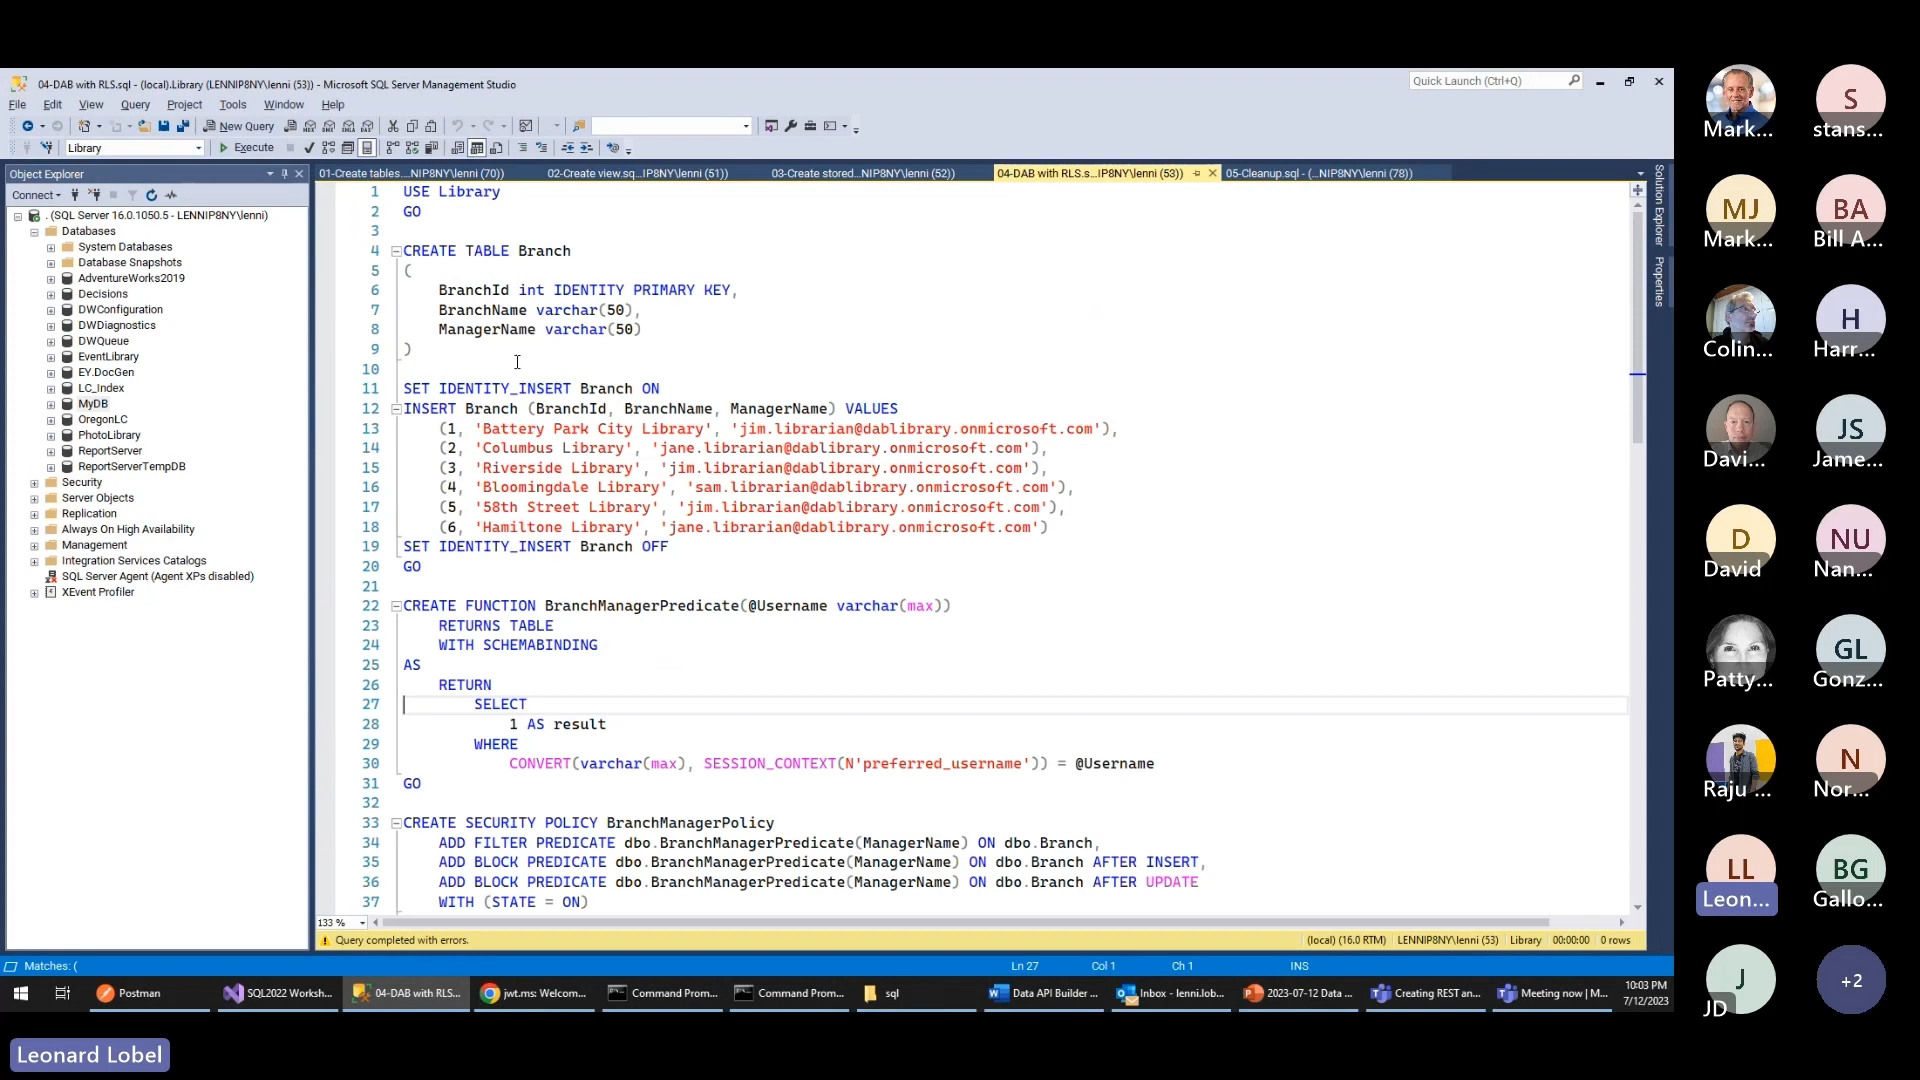 04-DAB with RLS.sql - (local).Library (LENNIP8NY\lenni (53)) - Microsoft SQL Server Management Studio
Quick Launch (Ctrl+Q)
File Edit View Query Project Tools Window Help
New Query
Library
Execute
Object Explorer
Connect
. (SQL Server 16.0.1050.5 - LENNIP8NY\lenni)
Databases
System Databases
Database Snapshots
AdventureWorks2019
Decisions
DWConfiguration
DWDiagnostics
DWQueue
EventLibrary
EY.DocGen
LC_Index
MyDB
OregonLC
PhotoLibrary
ReportServer
ReportServerTempDB
Security
Server Objects
Replication
Always On High Availability
Management
Integration Services Catalogs
SQL Server Agent (Agent XPs disabled)
XEvent Profiler
01-Create tables....NIP8NY\lenni (70))
02-Create view.sq...IP8NY\lenni (51))
03-Create stored...NIP8NY\lenni (52))
04-DAB with RLS.s...IP8NY\lenni (53))
05-Cleanup.sql - (...NIP8NY\lenni (78))
1 USE Library
2 GO
3
4 CREATE TABLE Branch
5 (
6 BranchId int IDENTITY PRIMARY KEY,
7 BranchName varchar(50),
8 ManagerName varchar(50)
9 )
10
11 SET IDENTITY_INSERT Branch ON
12 INSERT Branch (BranchId, BranchName, ManagerName) VALUES
13 (1, 'Battery Park City Library', 'jim.librarian@dablibrary.onmicrosoft.com'),
14 (2, 'Columbus Library', 'jane.librarian@dablibrary.onmicrosoft.com'),
15 (3, 'Riverside Library', 'jim.librarian@dablibrary.onmicrosoft.com'),
16 (4, 'Bloomingdale Library', 'sam.librarian@dablibrary.onmicrosoft.com'),
17 (5, '58th Street Library', 'jim.librarian@dablibrary.onmicrosoft.com'),
18 (6, 'Hamiltone Library', 'jane.librarian@dablibrary.onmicrosoft.com')
19 SET IDENTITY_INSERT Branch OFF
20 GO
21
22 CREATE FUNCTION BranchManagerPredicate(@Username varchar(max))
23 RETURNS TABLE
24 WITH SCHEMABINDING
25 AS
26 RETURN
27 SELECT
28 1 AS result
29 WHERE
30 CONVERT(varchar(max), SESSION_CONTEXT(N'preferred_username')) = @Username
31 GO
32
33 CREATE SECURITY POLICY BranchManagerPolicy
34 ADD FILTER PREDICATE dbo.BranchManagerPredicate(ManagerName) ON dbo.Branch,
35 ADD BLOCK PREDICATE dbo.BranchManagerPredicate(ManagerName) ON dbo.Branch AFTER INSERT,
36 ADD BLOCK PREDICATE dbo.BranchManagerPredicate(ManagerName) ON dbo.Branch AFTER UPDATE
37 WITH (STATE = ON)
133 %
Query completed with errors.
(local) (16.0 RTM) LENNIP8NY\lenni (53) Library 00:00:00 0 rows
Solution Explorer
Properties
Matches: (
Ln 27 Col 1 Ch 1 INS
Postman
SQL2022 Worksh...
04-DAB with RLS...
jwt.ms: Welcom...
Command Prom...
Command Prom...
sql
Data API Builder ...
Inbox - lenni.lob...
2023-07-12 Data ...
Creating REST an...
Meeting now | M...
10:03 PM
7/12/2023
Mark...
S
stans...
MJ
Mark...
BA
Bill A...
Colin...
H
Harr...
Davi...
JS
Jame...
D
David
NU
Nan...
Patty...
GL
Gonz...
Raju ...
N
Nor...
LL
Leon...
BG
Gallo...
J
JD
+2
Leonard Lobel